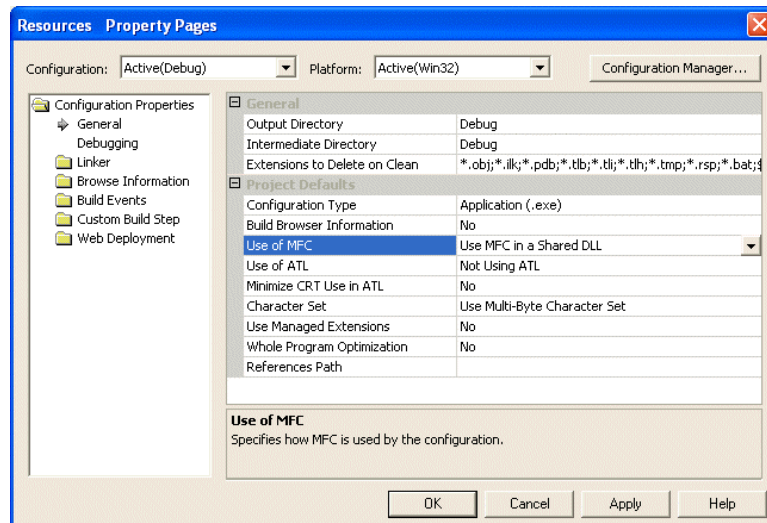 Resources Property Pages
Configuration: Active(Debug) Platform: Active(Win32) Configuration Manager...
Configuration Properties
General
Debugging
Linker
Browse Information
Build Events
Custom Build Step
Web Deployment
General
Output Directory Debug
Intermediate Directory Debug
Extensions to Delete on Clean *.obj;*.ilk;*.pdb;*.tlb;*.tli;*.tlh;*.tmp;*.rsp;*.bat;$
Project Defaults
Configuration Type Application (.exe)
Build Browser Information No
Use of MFC Use MFC in a Shared DLL
Use of ATL Not Using ATL
Minimize CRT Use in ATL No
Character Set Use Multi-Byte Character Set
Use Managed Extensions No
Whole Program Optimization No
References Path
Use of MFC
Specifies how MFC is used by the configuration.
OK Cancel Apply Help